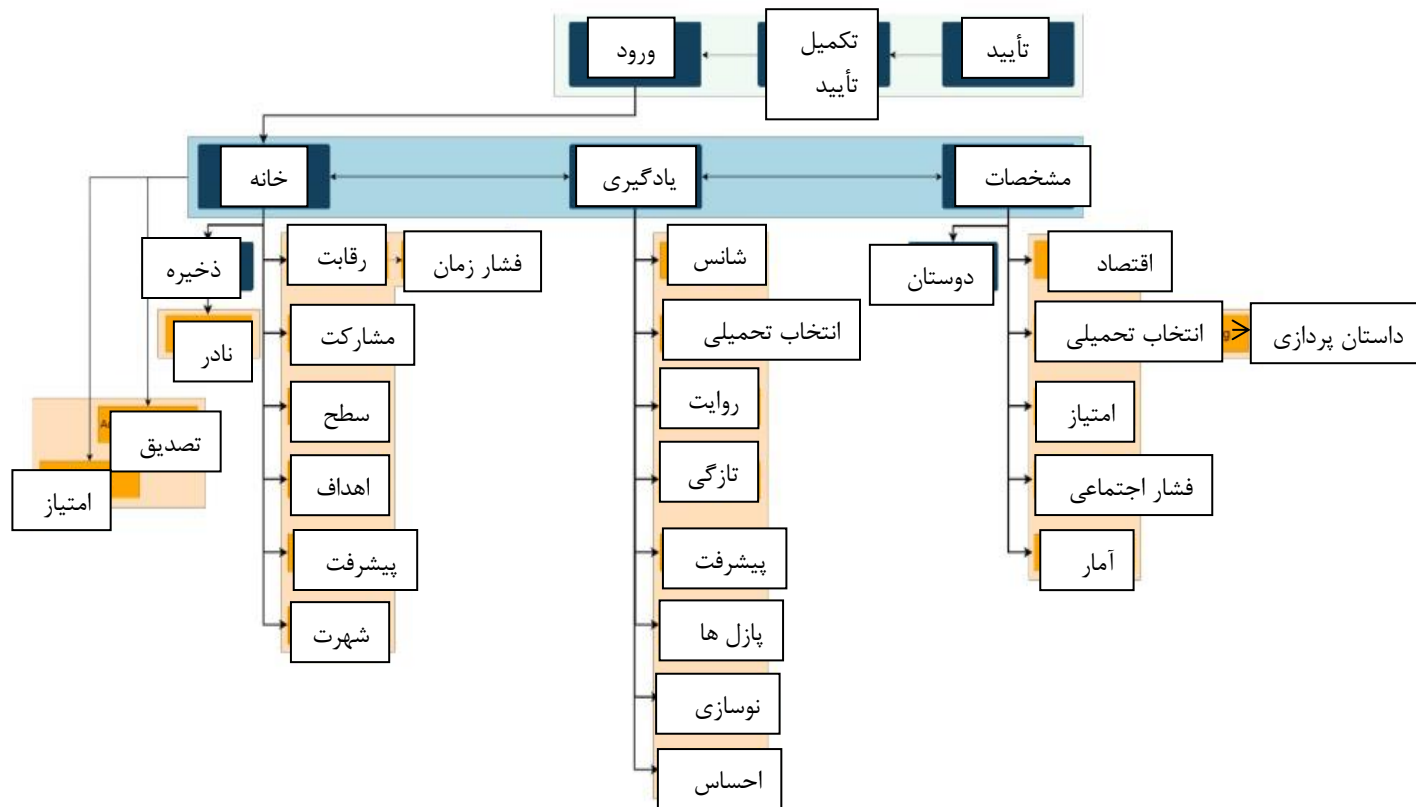 تأیید
تکمیل
تأیید
ورود
مشخصات
یادگیری
خانه
اقتصاد
دوستان
شانس
فشار زمان
رقابت
ذخیره
داستان پردازی
انتخاب تحمیلی
انتخاب تحمیلی
مشارکت
نادر
امتیاز
روایت
سطح
تصدیق
فشار اجتماعی
تازگی
اهداف
امتیاز
آمار
پیشرفت
پیشرفت
پازل ها
شهرت
نوسازی
احساس